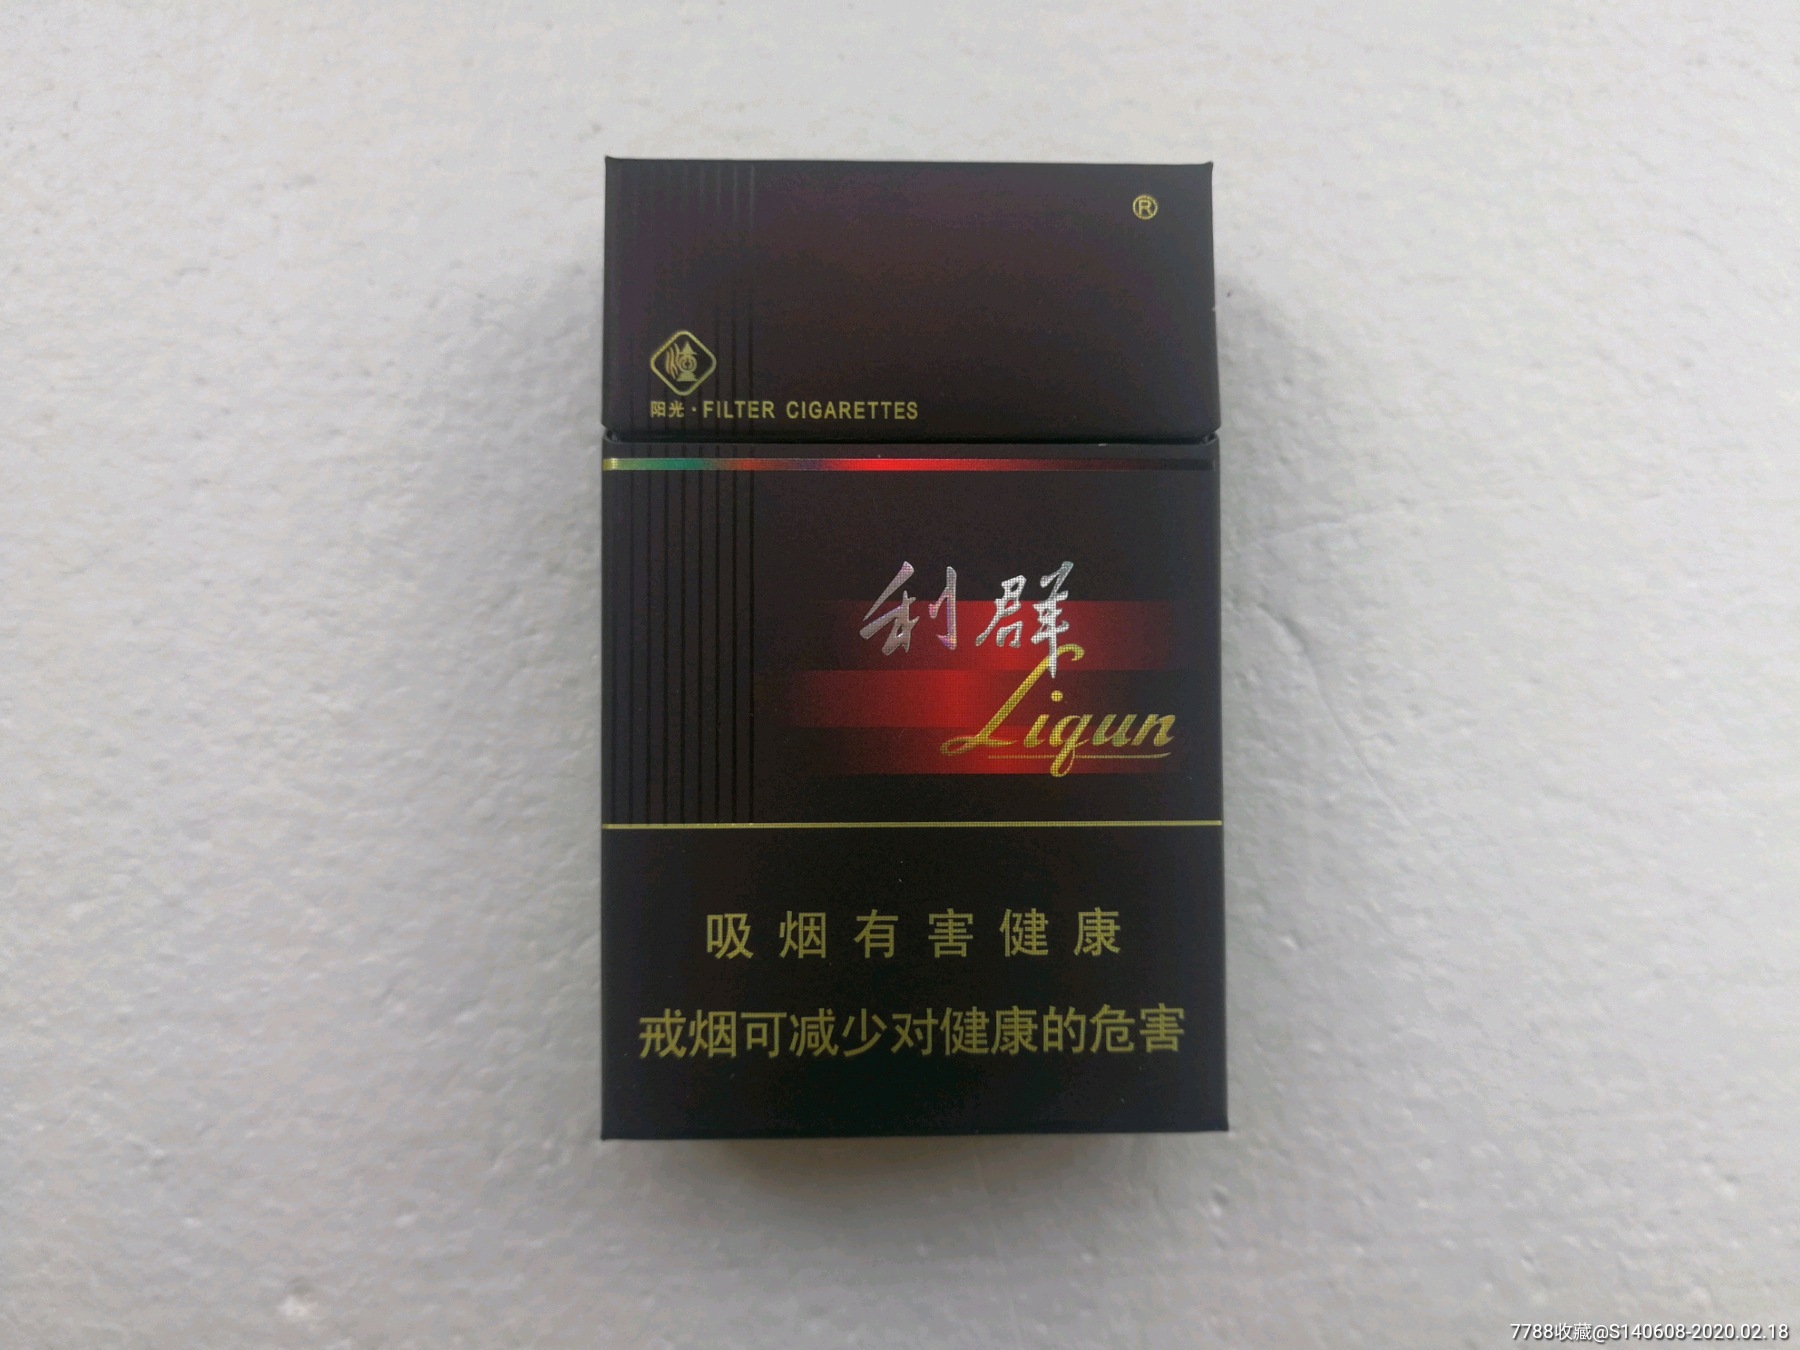 ®
阳光·FILTER CIGARETTES
利群
Liqun
吸烟有害健康
戒烟可减少对健康的危害
7788收藏@S140608-2020.02.18